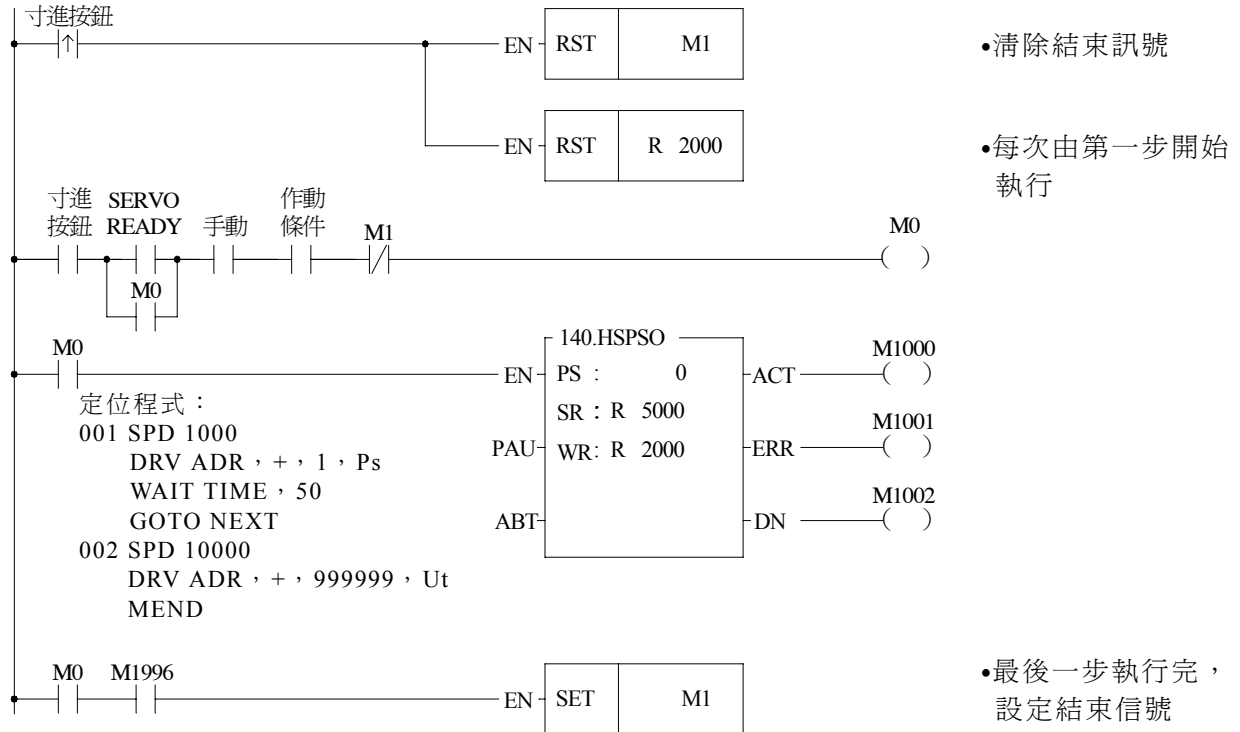 寸進按鈕
EN RST M1 •清除結束訊號
EN RST R 2000 •每次由第一步開始
執行
寸進 SERVO 作動
按鈕 READY 手動 條件 M1 M0
M0
M0 140.HSPSO M1000
EN PS : 0 ACT
定位程式：
SR：R 5000 M1001
001 SPD 1000
PAU WR: R 2000 ERR
DRV ADR，+，1，Ps
WAIT TIME，50 M1002
GOTO NEXT ABT DN
002 SPD 10000
DRV ADR，+，999999，Ut
MEND
M0 M1996 •最後一步執行完，
EN SET M1 設定結束信號